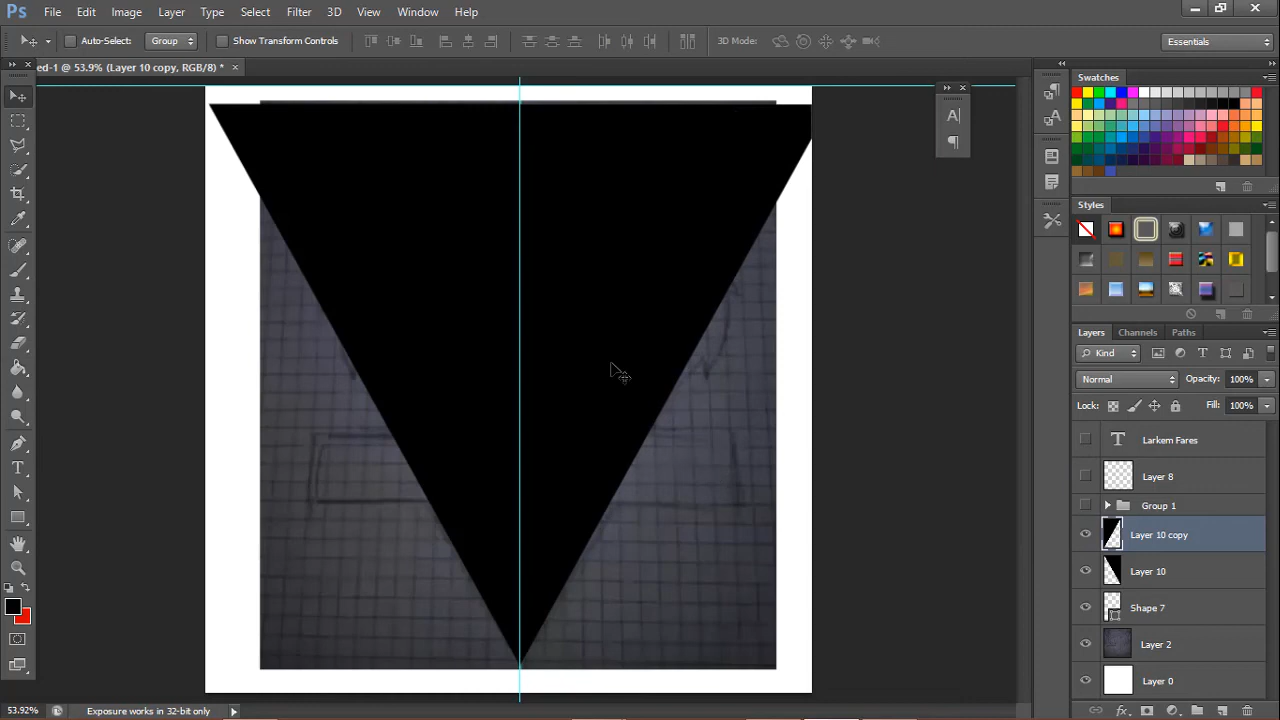 Ps File Edit Image Layer Type Select Filter 3D View Window Help
Auto-Select: Group Show Transform Controls 3D Mode: Essentials
ed-1 @ 53.9% (Layer 10 copy, RGB/8) * ×
Swatches
Styles
Layers Channels Paths
Kind
Normal Opacity: 100%
Lock: Fill: 100%
T Larkem Fares
Layer 8
Group 1
Layer 10 copy
Layer 10
Shape 7
Layer 2
Layer 0
53.92% Exposure works in 32-bit only